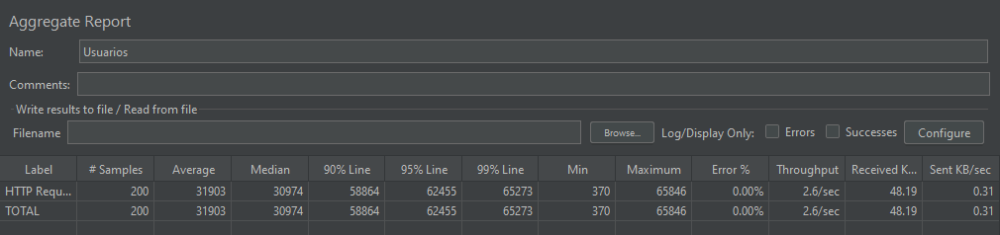 Aggregate Report
Name: Usuarios
Comments:
Write results to file / Read from file
Filename Browse... Log/Display Only: Errors Successes Configure
Label # Samples Average Median 90% Line 95% Line 99% Line Min Maximum Error % Throughput Received K... Sent KB/sec
HTTP Requ... 200 31903 30974 58864 62455 65273 370 65846 0.00% 2.6/sec 48.19 0.31
TOTAL 200 31903 30974 58864 62455 65273 370 65846 0.00% 2.6/sec 48.19 0.31